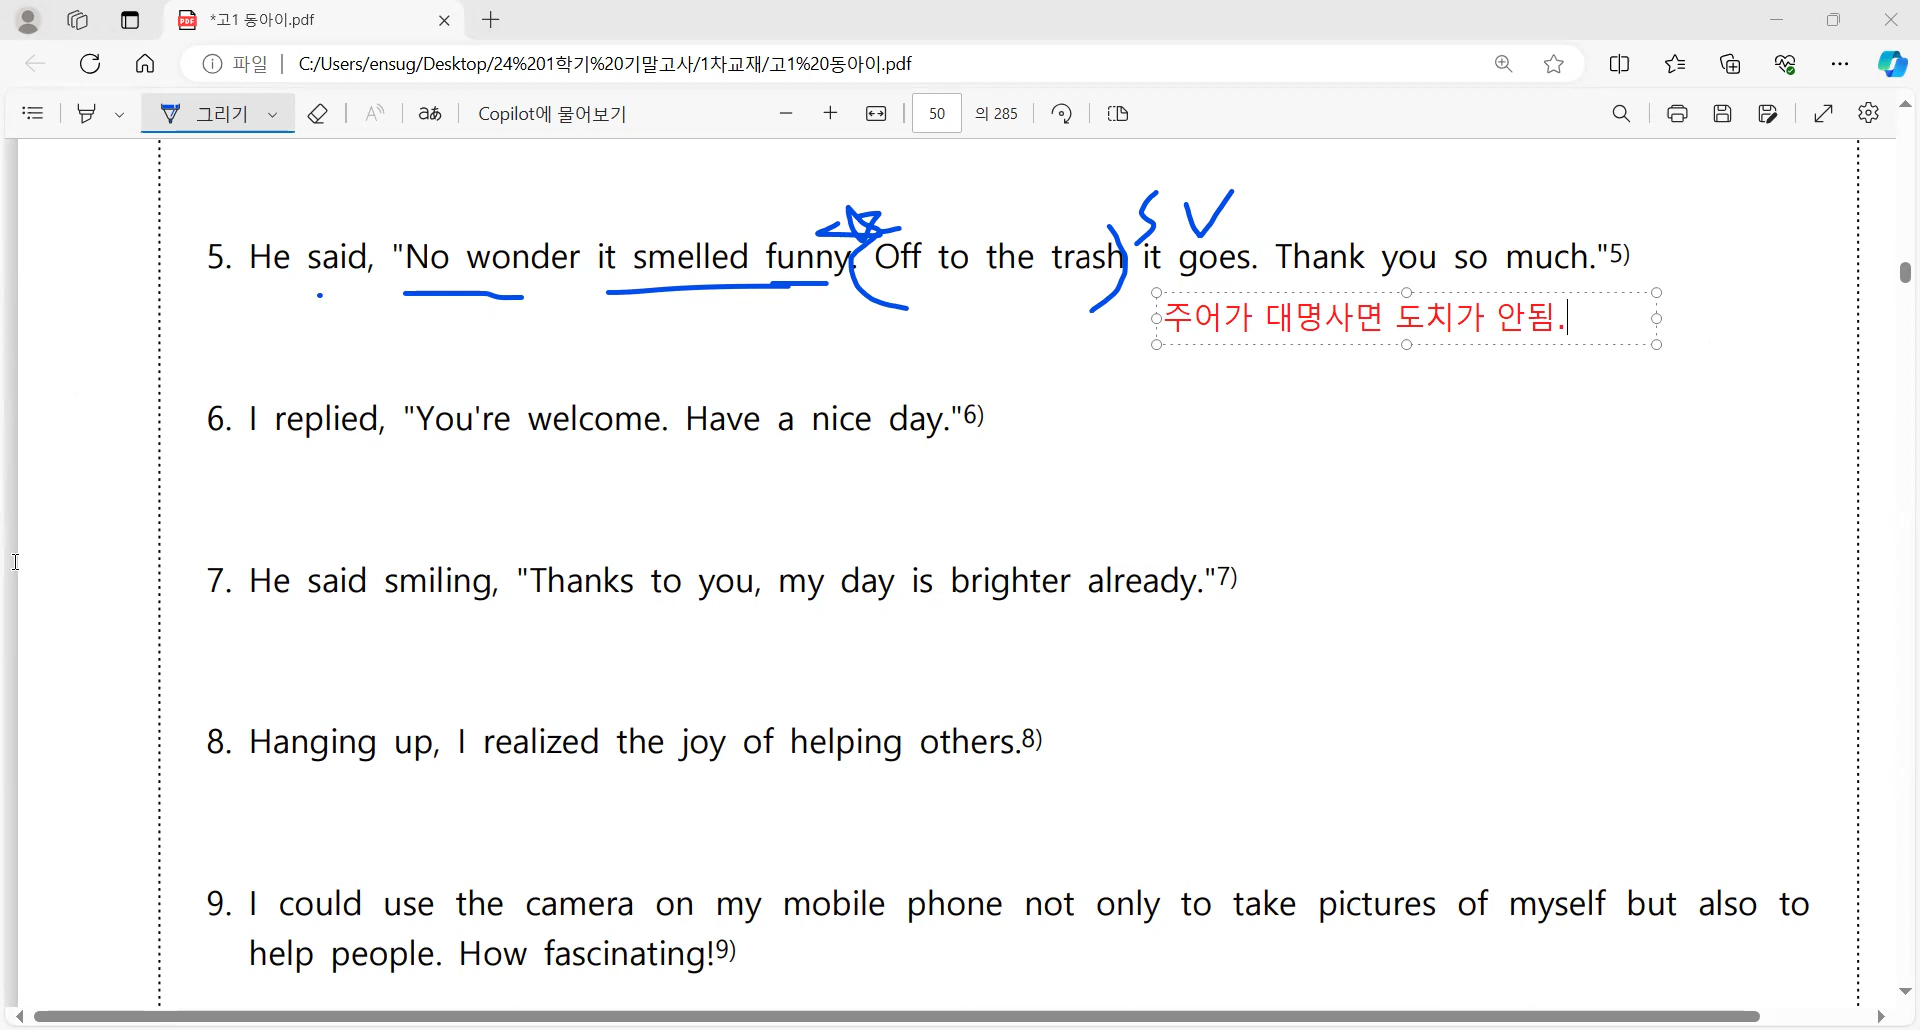 *고1 동아이.pdf
파일 C:/Users/ensug/Desktop/24%201학기%20기말고사/1차교재/고1%20동아이.pdf
그리기 aあ Copilot에 물어보기 50 의 285
S V
5. He said, "No wonder it smelled funny. Off to the trash it goes. Thank you so much."5)
주어가 대명사면 도치가 안됨.
6. I replied, "You're welcome. Have a nice day."6)
7. He said smiling, "Thanks to you, my day is brighter already."7)
8. Hanging up, I realized the joy of helping others.8)
9. I could use the camera on my mobile phone not only to take pictures of myself but also to
help people. How fascinating!9)